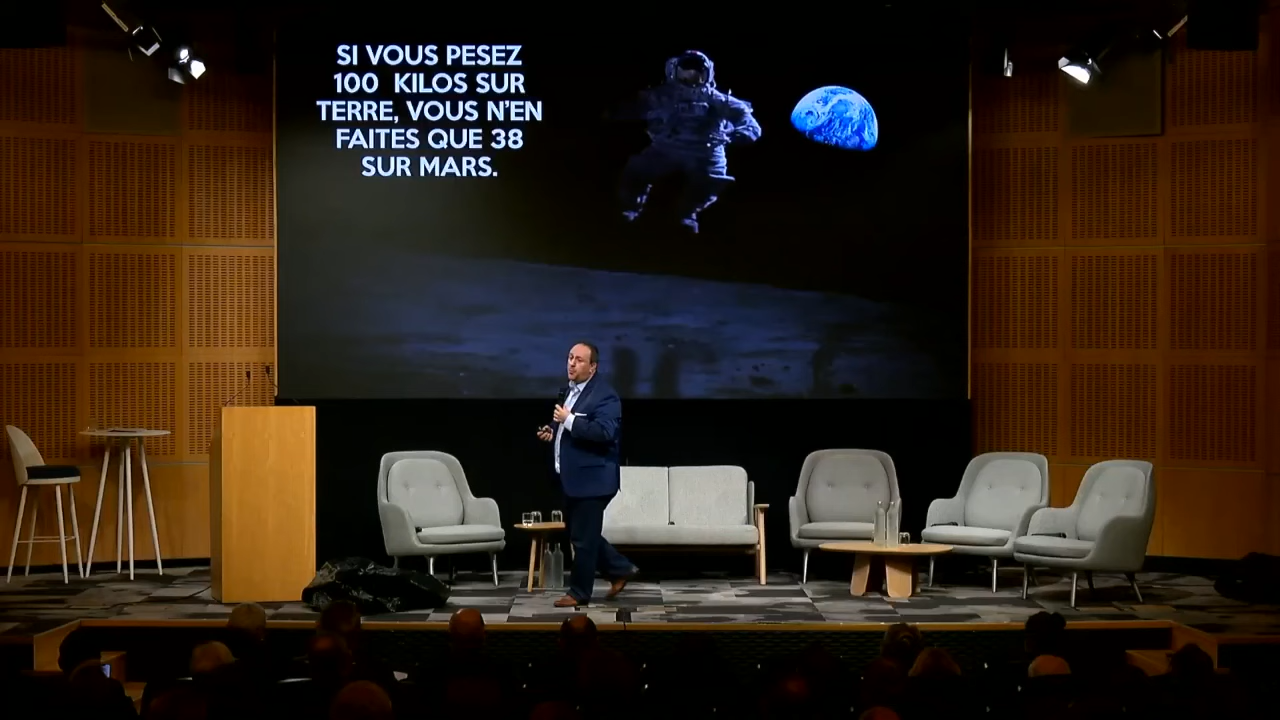 SI VOUS PESEZ
100 KILOS SUR
TERRE, VOUS N'EN
FAITES QUE 38
SUR MARS.